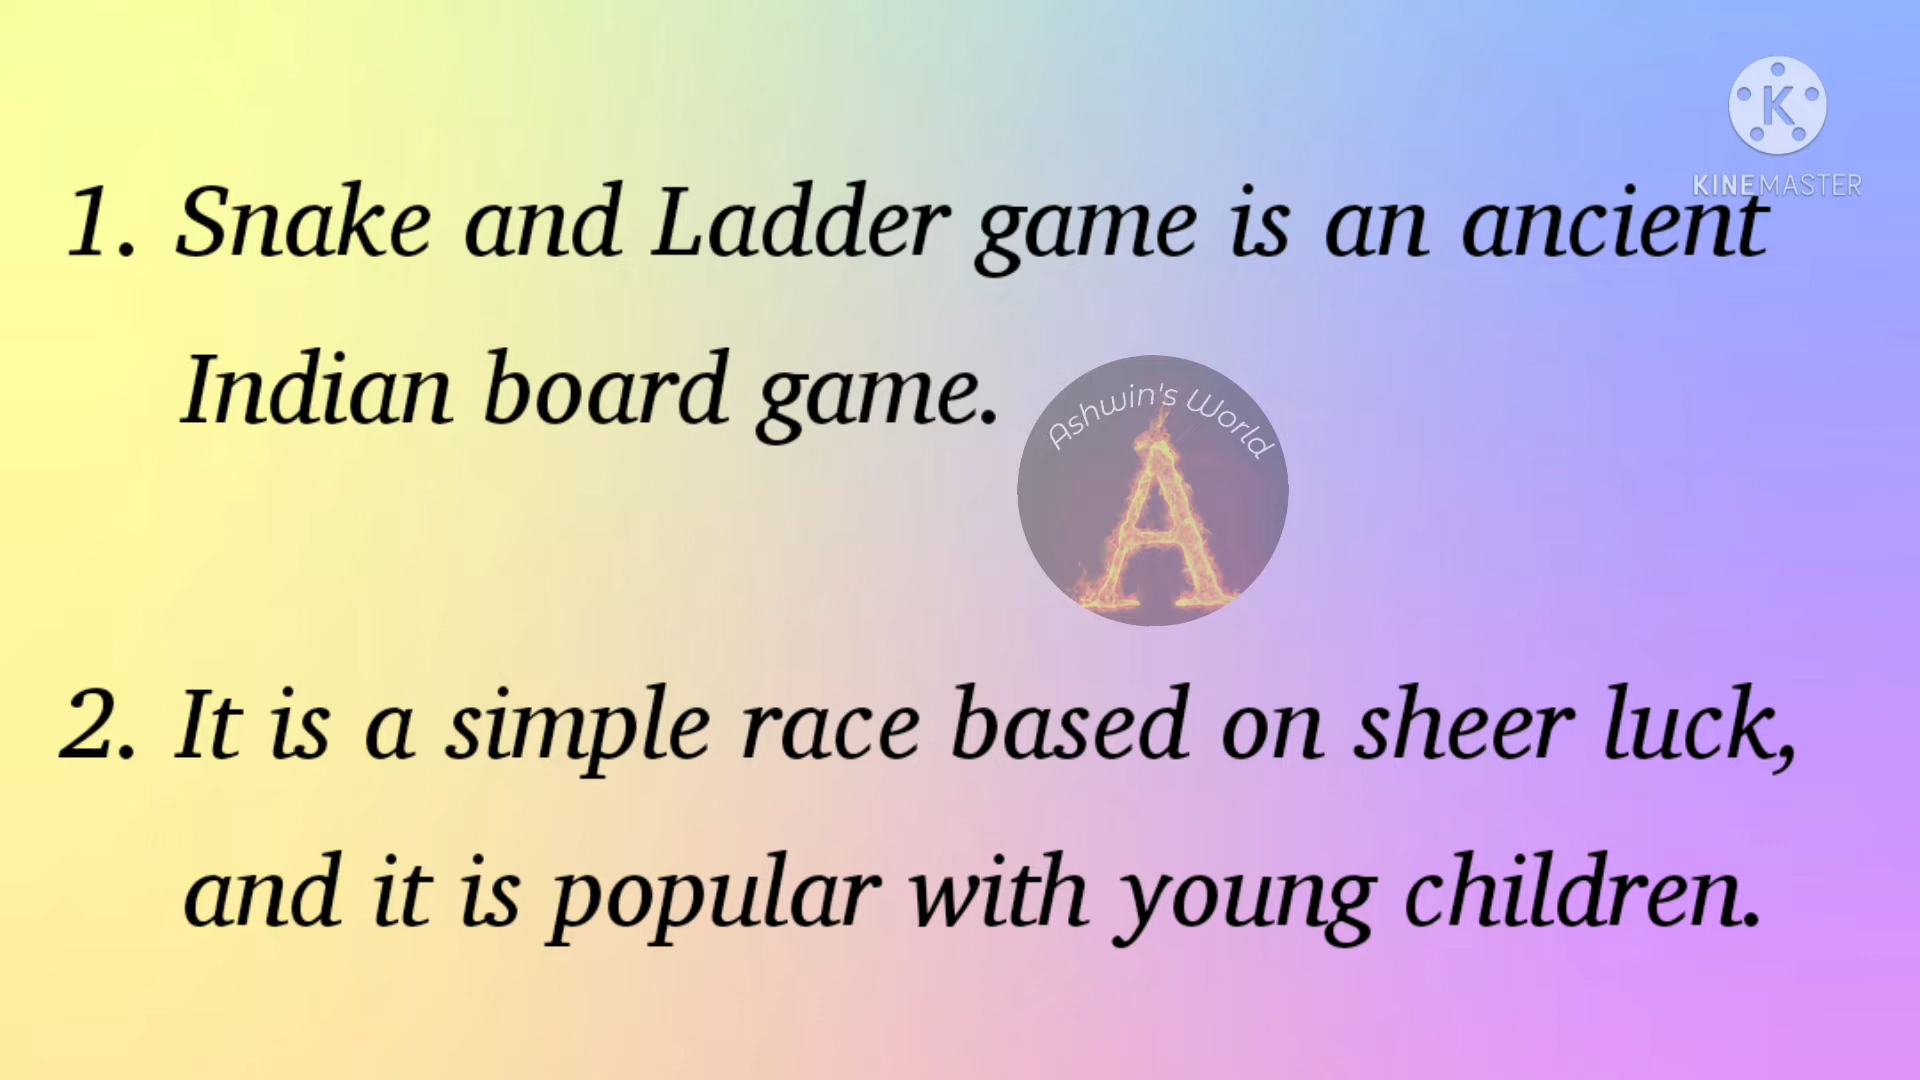 KINEMASTER
1. Snake and Ladder game is an ancient
Indian board game.
Ashwin's World
A
2. It is a simple race based on sheer luck,
and it is popular with young children.